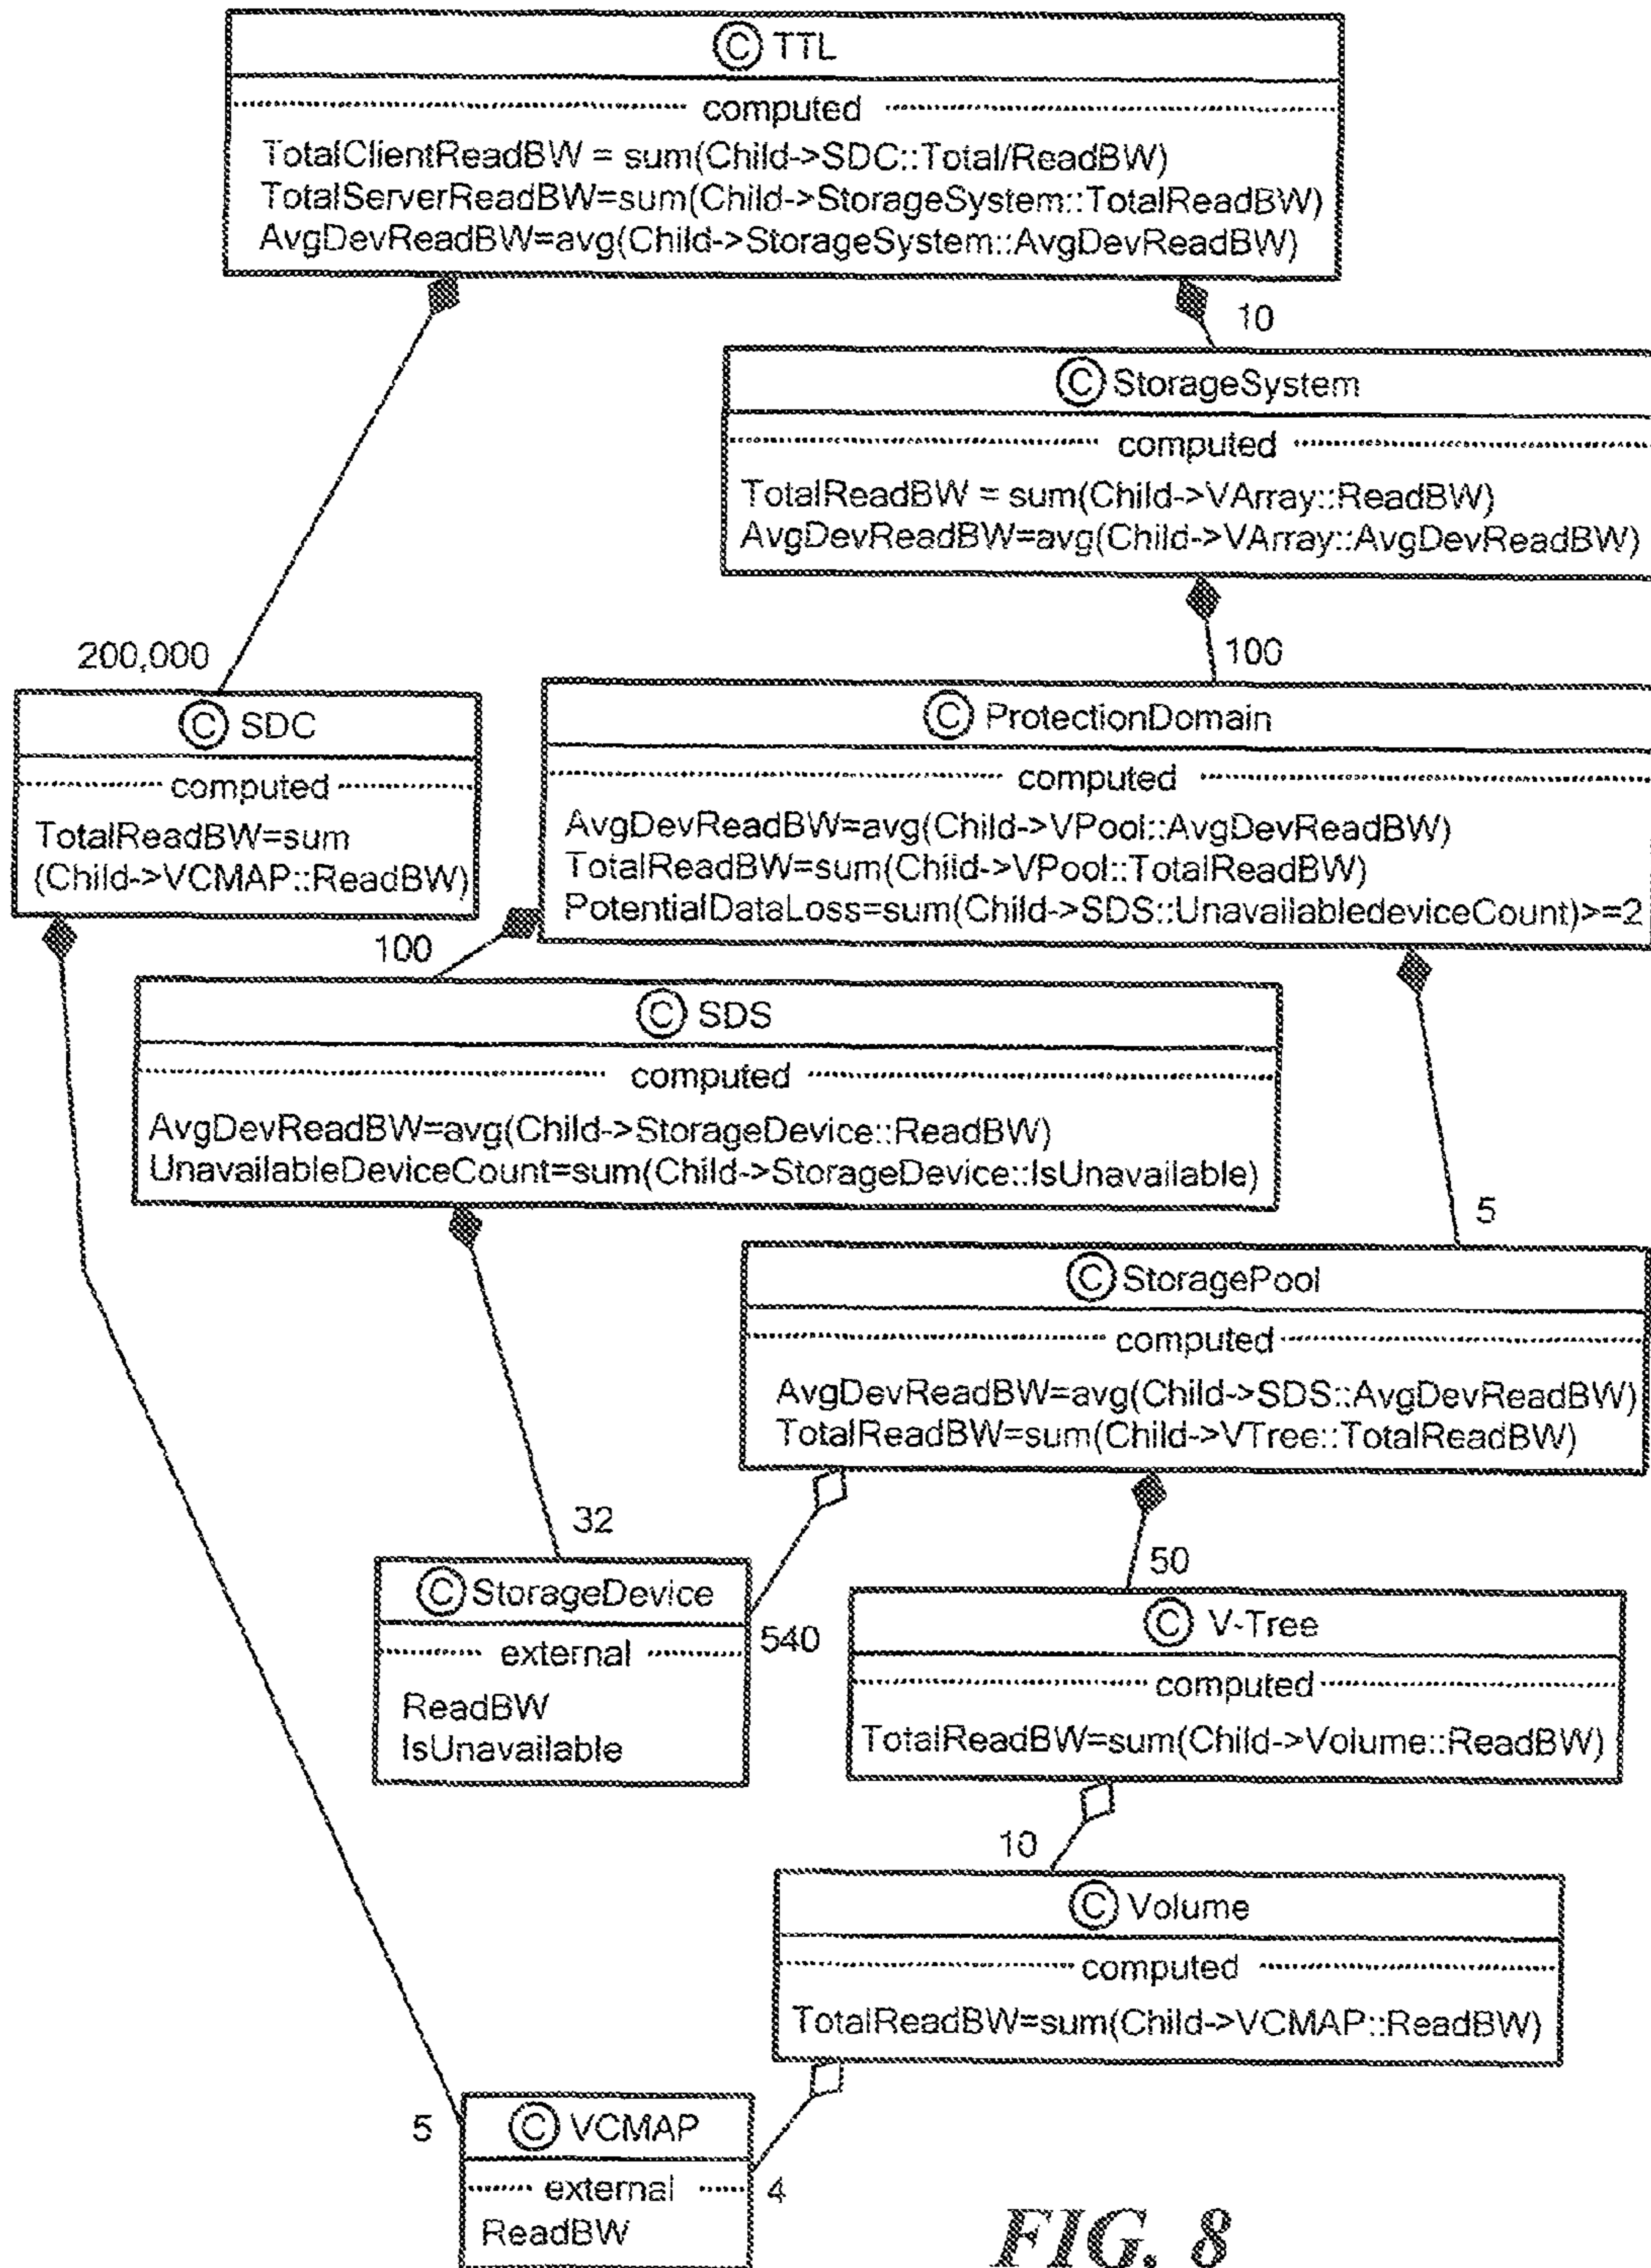 © TTL
computed
TotalClientReadBW = sum(Child->SDC::Total/ReadBW)
TotalServerReadBW=sum(Child->StorageSystem::TotalReadBW)
AvgDevReadBW=avg(Child->StorageSystem::AvgDevReadBW)
10
© StorageSystem
computed
TotalReadBW = sum(Child->VArray::ReadBW)
AvgDevReadBW=avg(Child->VArray::AvgDevReadBW)
200,000
100
© SDC
computed
TotalReadBW=sum
(Child->VCMAP::ReadBW)
© ProtectionDomain
computed
AvgDevReadBW=avg(Child->VPool::AvgDevReadBW)
TotalReadBW=sum(Child->VPool::TotalReadBW)
PotentialDataLoss=sum(Child->SDS::UnavailabledeviceCount)>=2
100
© SDS
computed
AvgDevReadBW=avg(Child->StorageDevice::ReadBW)
UnavailableDeviceCount=sum(Child->StorageDevice::IsUnavailable)
5
© StoragePool
computed
AvgDevReadBW=avg(Child->SDS::AvgDevReadBW)
TotalReadBW=sum(Child->VTree::TotalReadBW)
32
© StorageDevice
external
ReadBW
IsUnavailable
540
50
© V-Tree
computed
TotalReadBW=sum(Child->Volume::ReadBW)
10
© Volume
computed
TotalReadBW=sum(Child->VCMAP::ReadBW)
5
© VCMAP
external
ReadBW
4
FIG. 8